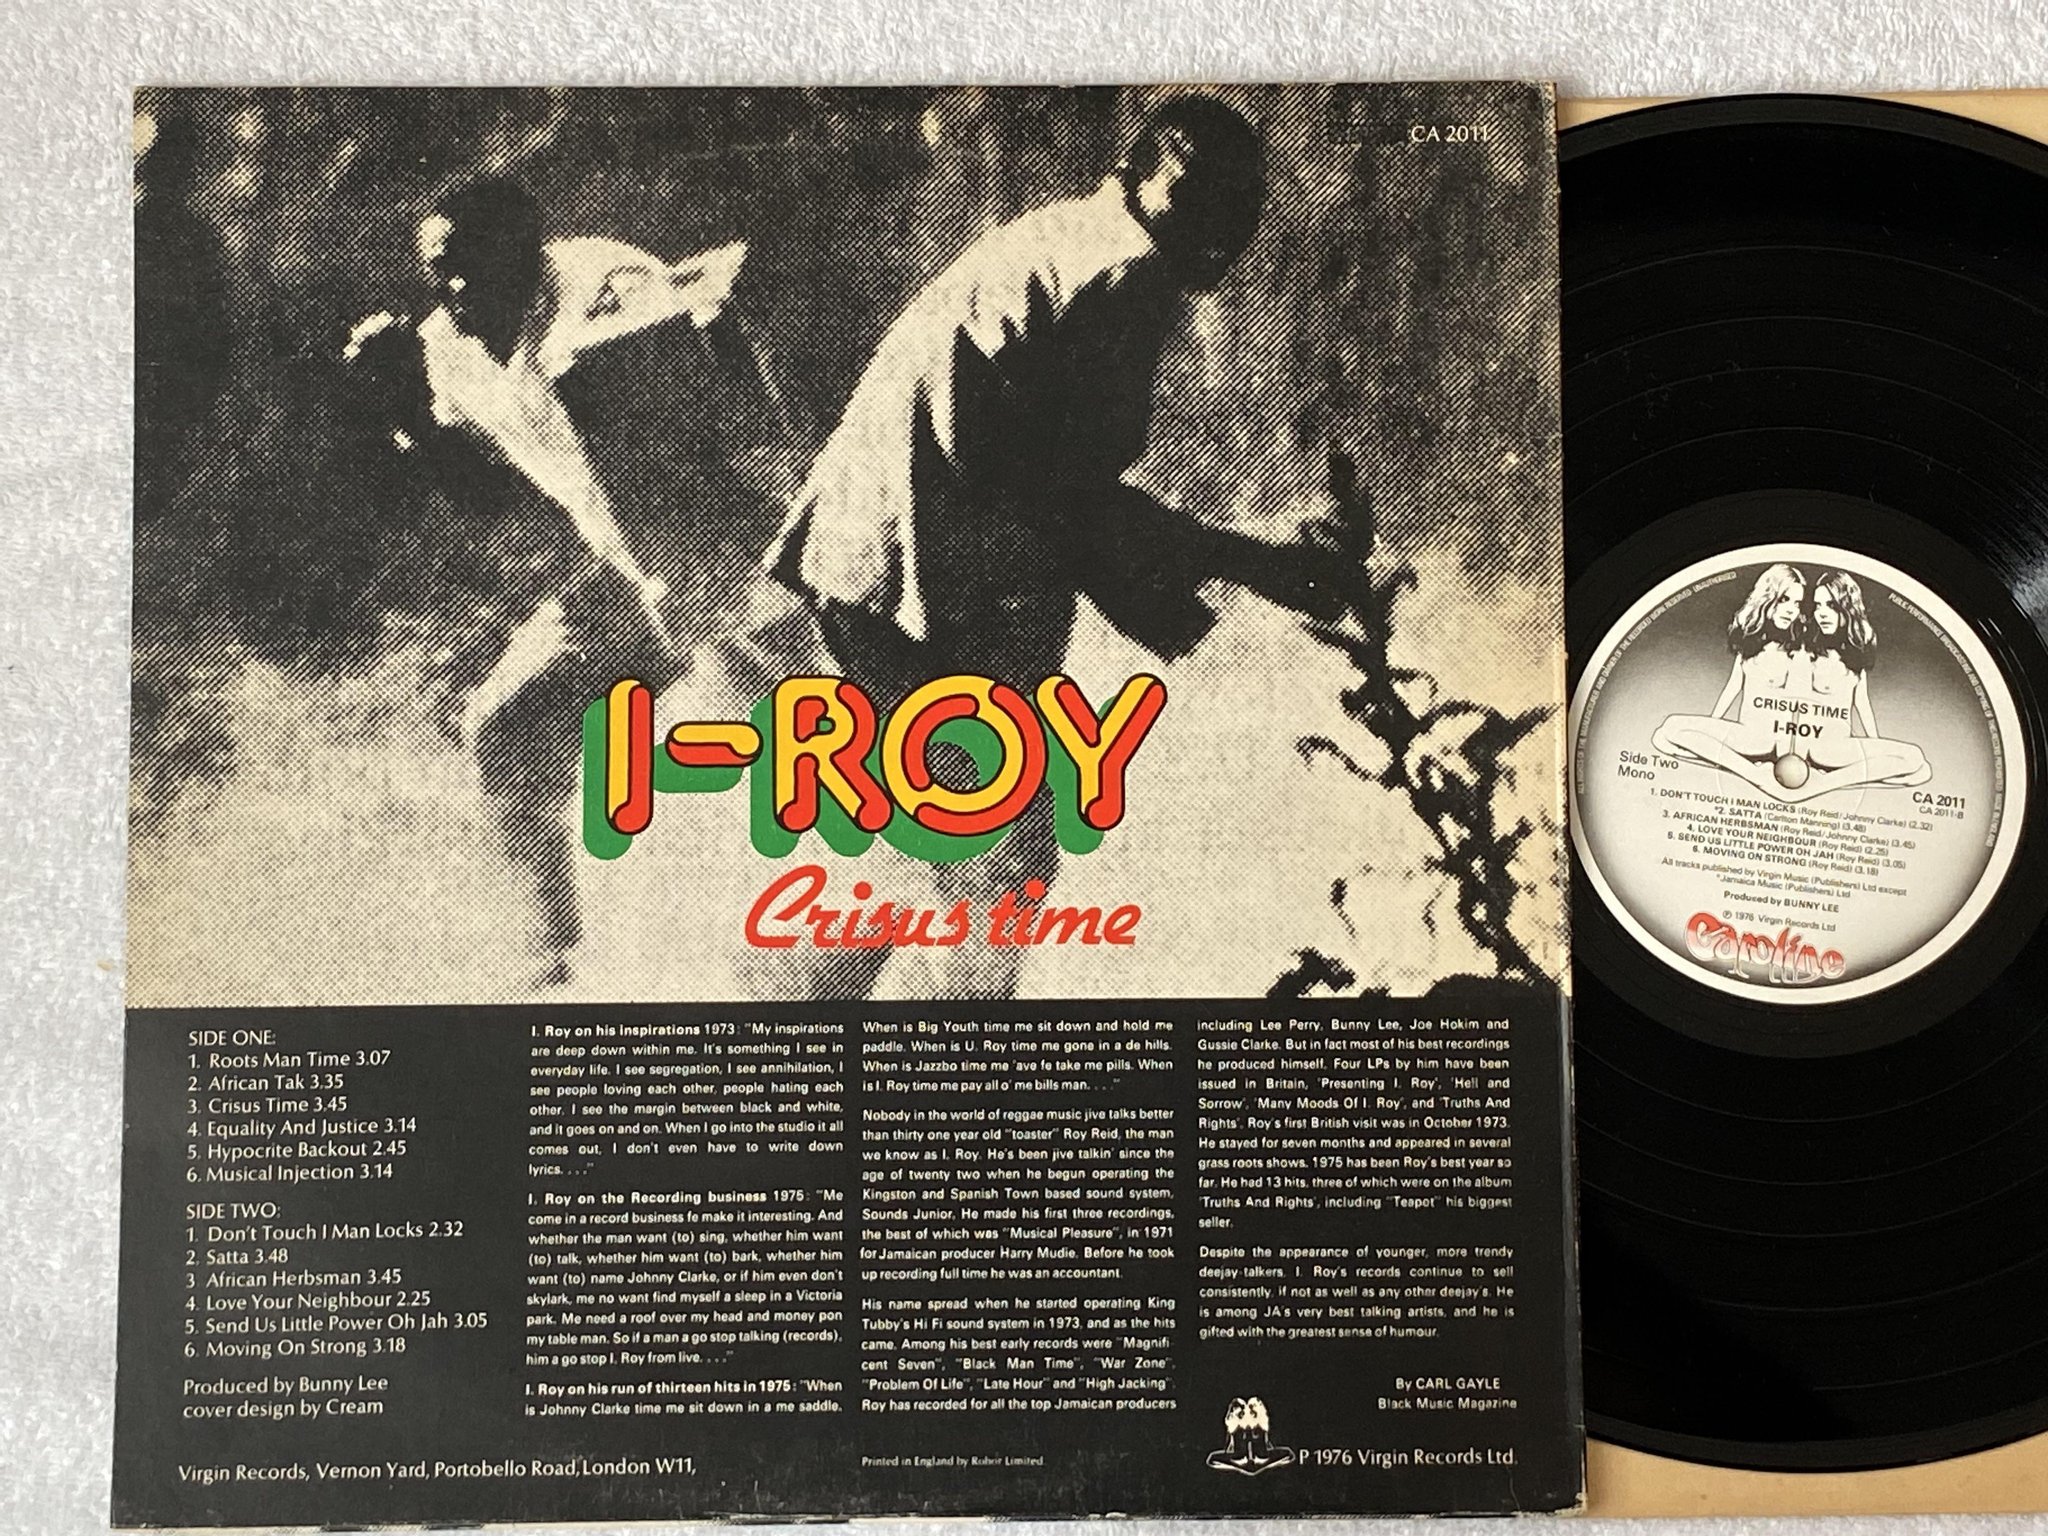 CA 2011
I-ROY
Crisus time
SIDE ONE:
1. Roots Man Time 3.07
2. African Tak 3.35
3. Crisus Time 3.45
4. Equality And Justice 3.14
5. Hypocrite Backout 2.45
6. Musical Injection 3.14
SIDE TWO:
1. Don't Touch I Man Locks 2.32
2. Satta 3.48
3 African Herbsman 3.45
4. Love Your Neighbour 2.25
5. Send Us Little Power Oh Jah 3.05
6. Moving On Strong 3.18
Produced by Bunny Lee
cover design by Cream
Virgin Records, Vernon Yard, Portobello Road, London W11,
I. Roy on his inspirations 1973: "My inspirations
are deep down within me. It's something I see in
everyday life. I see segregation, I see annihilation, I
see people loving each other, people hating each
other. I see the margin between black and white,
and it goes on and on. When I go into the studio it all
comes out, I don't even have to write down
lyrics. . . ."
I. Roy on the Recording business 1975: "Me
come in a record business fe make it interesting. And
whether the man want (to) sing, whether him want
(to) talk, whether him want (to) bark, whether him
want (to) name Johnny Clarke, or if him even don't
skylark, me no want find myself a sleep in a Victoria
park. Me need a roof over my head and money pon
my table man. So if a man a go stop talking (records),
him a go stop I. Roy from live. . . ."
I. Roy on his run of thirteen hits in 1975: "When
is Johnny Clarke time me sit down in a me saddle.
When is Big Youth time me sit down and hold me
paddle. When is U. Roy time me gone in a de hills.
When is Jazzbo time me 'ave fe take me pills. When
is I. Roy time me pay all o' me bills man. . . ."
Nobody in the world of reggae music jive talks better
than thirty one year old "toaster" Roy Reid, the man
we know as I. Roy. He's been jive talkin' since the
age of twenty two when he begun operating the
Kingston and Spanish Town based sound system,
Sounds Junior. He made his first three recordings,
the best of which was "Musical Pleasure", in 1971
for Jamaican producer Harry Mudie. Before he took
up recording full time he was an accountant.
His name spread when he started operating King
Tubby's Hi Fi sound system in 1973, and as the hits
came. Among his best early records were "Magnifi-
cent Seven", "Black Man Time", "War Zone",
"Problem Of Life", "Late Hour" and "High Jacking".
Roy has recorded for all the top Jamaican producers
Printed in England by Robor Limited.
including Lee Perry, Bunny Lee, Joe Hokim and
Gussie Clarke. But in fact most of his best recordings
he produced himself. Four LPs by him have been
issued in Britain, 'Presenting I. Roy', 'Hell and
Sorrow', 'Many Moods Of I. Roy', and 'Truths And
Rights'. Roy's first British visit was in October 1973.
He stayed for seven months and appeared in several
grass roots shows. 1975 has been Roy's best year so
far. He had 13 hits, three of which were on the album
'Truths And Rights', including "Teapot" his biggest
seller.
Despite the appearance of younger, more trendy
deejay-talkers, I. Roy's records continue to sell
consistently, if not as well as any other deejay's. He
is among JA's very best talking artists, and he is
gifted with the greatest sense of humour.
By CARL GAYLE
Black Music Magazine
P 1976 Virgin Records Ltd.
CRISUS TIME
I-ROY
Side Two
Mono
CA 2011
CA 2011-B
1. DON'T TOUCH I MAN LOCKS (Roy Reid/Johnny Clarke) (2.32)
*2. SATTA (Carlton Manning) (3.48)
3. AFRICAN HERBSMAN (Roy Reid/Johnny Clarke) (3.45)
4. LOVE YOUR NEIGHBOUR (Roy Reid) (2.25)
5. SEND US LITTLE POWER OH JAH (Roy Reid) (3.05)
6. MOVING ON STRONG (Roy Reid) (3.18)
All tracks published by Virgin Music (Publishers) Ltd except
*Jamaica Music (Publishers) Ltd
Produced by BUNNY LEE
℗ 1976 Virgin Records Ltd
Caroline